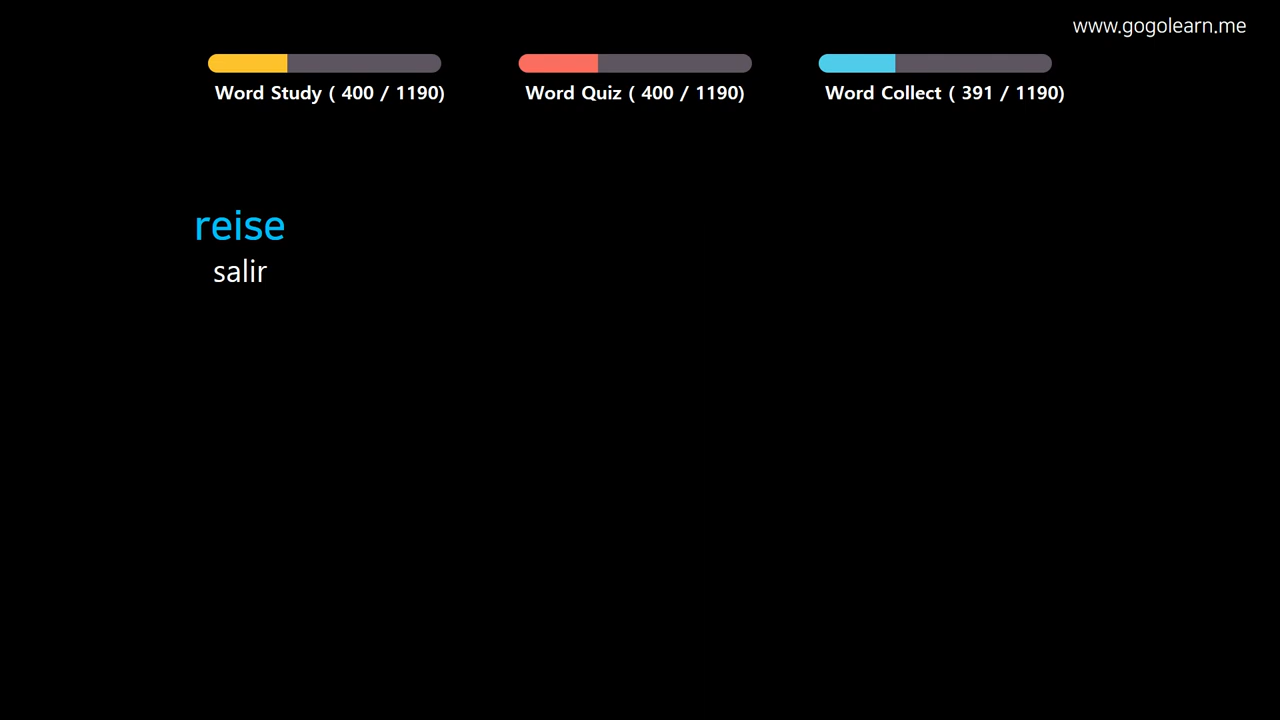 www.gogolearn.me
Word Study ( 400 / 1190)
Word Quiz ( 400 / 1190)
Word Collect ( 391 / 1190)
reise
salir